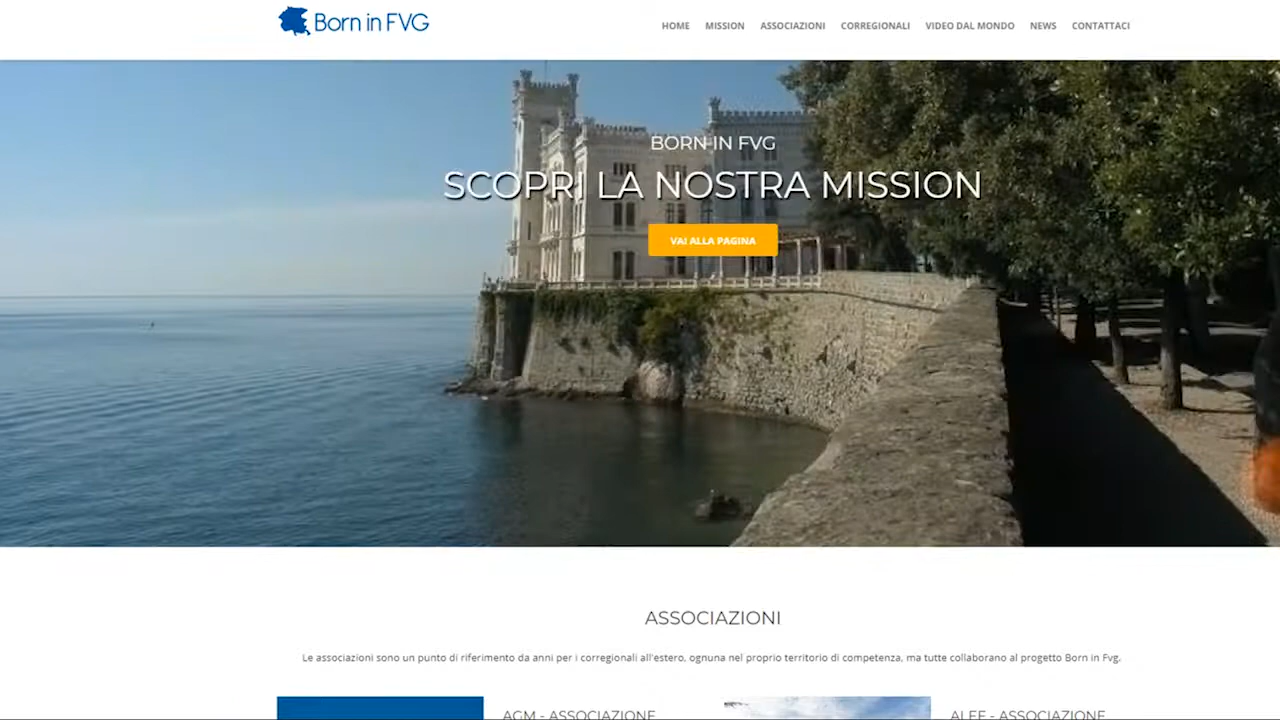 Born in FVG
HOME MISSION ASSOCIAZIONI CORREGIONALI VIDEO DAL MONDO NEWS CONTATTACI
BORN IN FVG
SCOPRI LA NOSTRA MISSION
VAI ALLA PAGINA
ASSOCIAZIONI
Le associazioni sono un punto di riferimento da anni per i corregionali all'estero, ognuna nel proprio territorio di competenza, ma tutte collaborano al progetto Born in Fvg.
AGM - ASSOCIAZIONE
ALEF - ASSOCIAZIONE